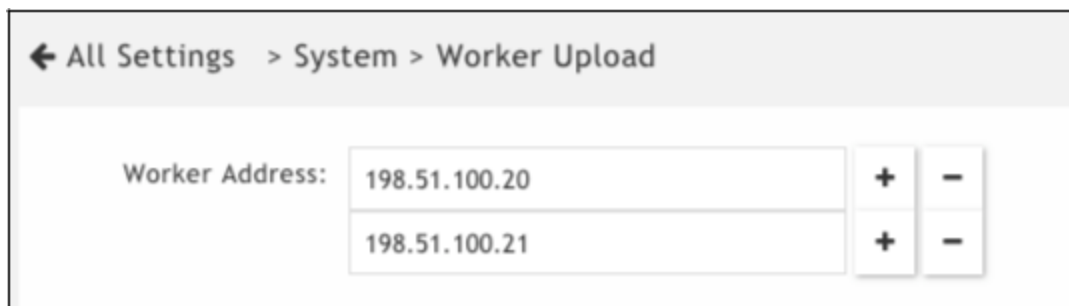 All Settings > System > Worker Upload
Worker Address: 198.51.100.20 + −
198.51.100.21 + −